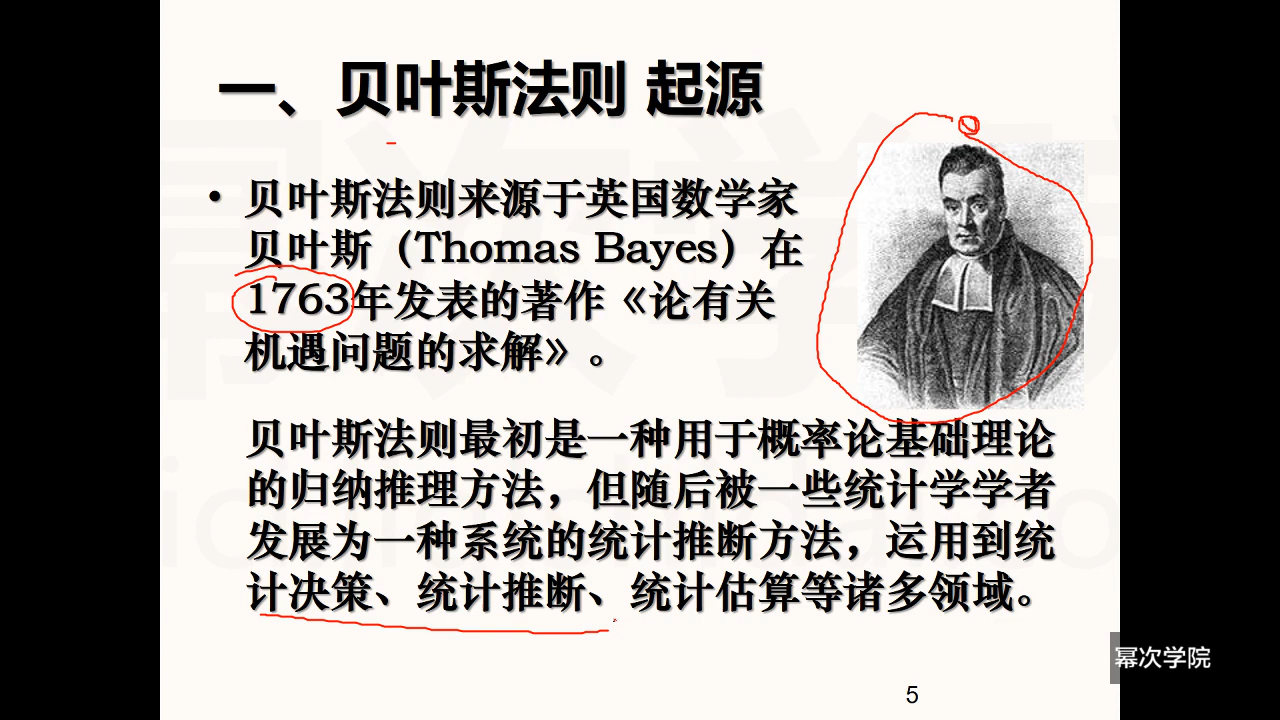 一、贝叶斯法则 起源
• 贝叶斯法则来源于英国数学家
贝叶斯（Thomas Bayes）在
1763年发表的著作《论有关
机遇问题的求解》。
贝叶斯法则最初是一种用于概率论基础理论
的归纳推理方法，但随后被一些统计学学者
发展为一种系统的统计推断方法，运用到统
计决策、统计推断、统计估算等诸多领域。
幂次学院
5